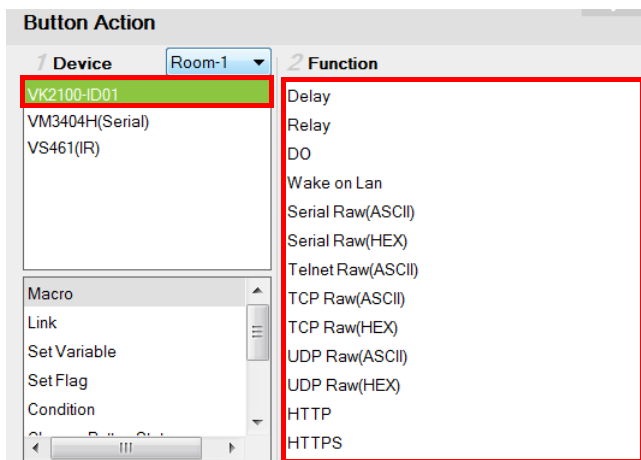 Button Action
1 Device
Room-1
VK2100-ID01
VM3404H(Serial)
VS461(IR)
Macro
Link
Set Variable
Set Flag
Condition
2 Function
Delay
Relay
DO
Wake on Lan
Serial Raw(ASCII)
Serial Raw(HEX)
Telnet Raw(ASCII)
TCP Raw(ASCII)
TCP Raw(HEX)
UDP Raw(ASCII)
UDP Raw(HEX)
HTTP
HTTPS